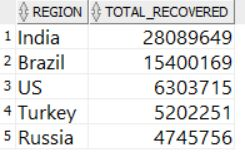 REGION TOTAL_RECOVERED
1 India 28089649
2 Brazil 15400169
3 US 6303715
4 Turkey 5202251
5 Russia 4745756